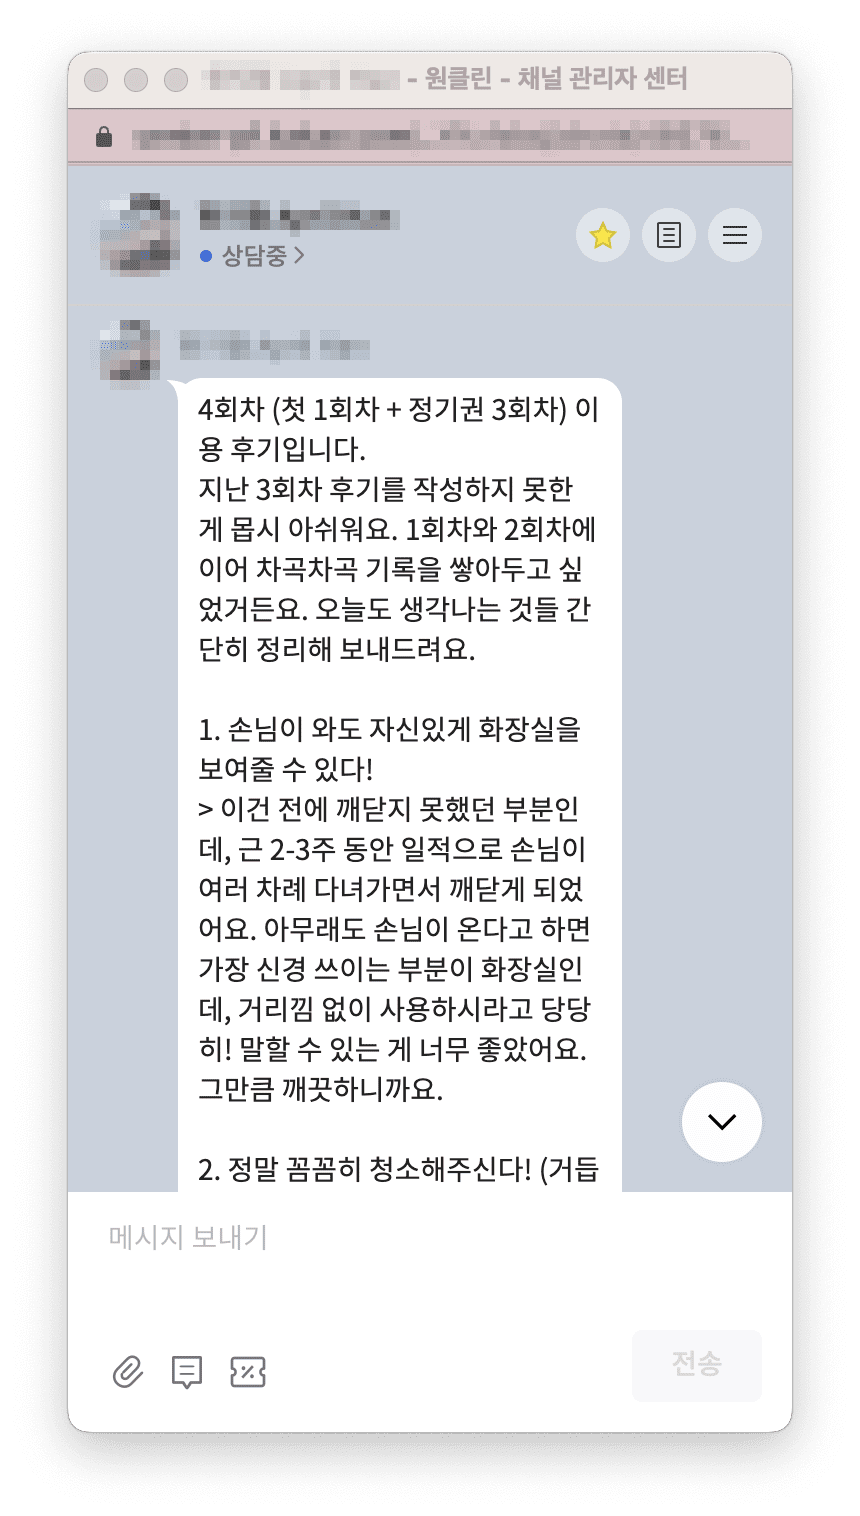 - 원클린 - 채널 관리자 센터
상담중
4회차 (첫 1회차 + 정기권 3회차) 이
용 후기입니다.
지난 3회차 후기를 작성하지 못한
게 몹시 아쉬워요. 1회차와 2회차에
이어 차곡차곡 기록을 쌓아두고 싶
었거든요. 오늘도 생각나는 것들 간
단히 정리해 보내드려요.
1. 손님이 와도 자신있게 화장실을
보여줄 수 있다!
> 이건 전에 깨닫지 못했던 부분인
데, 근 2-3주 동안 일적으로 손님이
여러 차례 다녀가면서 깨닫게 되었
어요. 아무래도 손님이 온다고 하면
가장 신경 쓰이는 부분이 화장실인
데, 거리낌 없이 사용하시라고 당당
히! 말할 수 있는 게 너무 좋았어요.
그만큼 깨끗하니까요.
2. 정말 꼼꼼히 청소해주신다! (거듭
메시지 보내기
전송